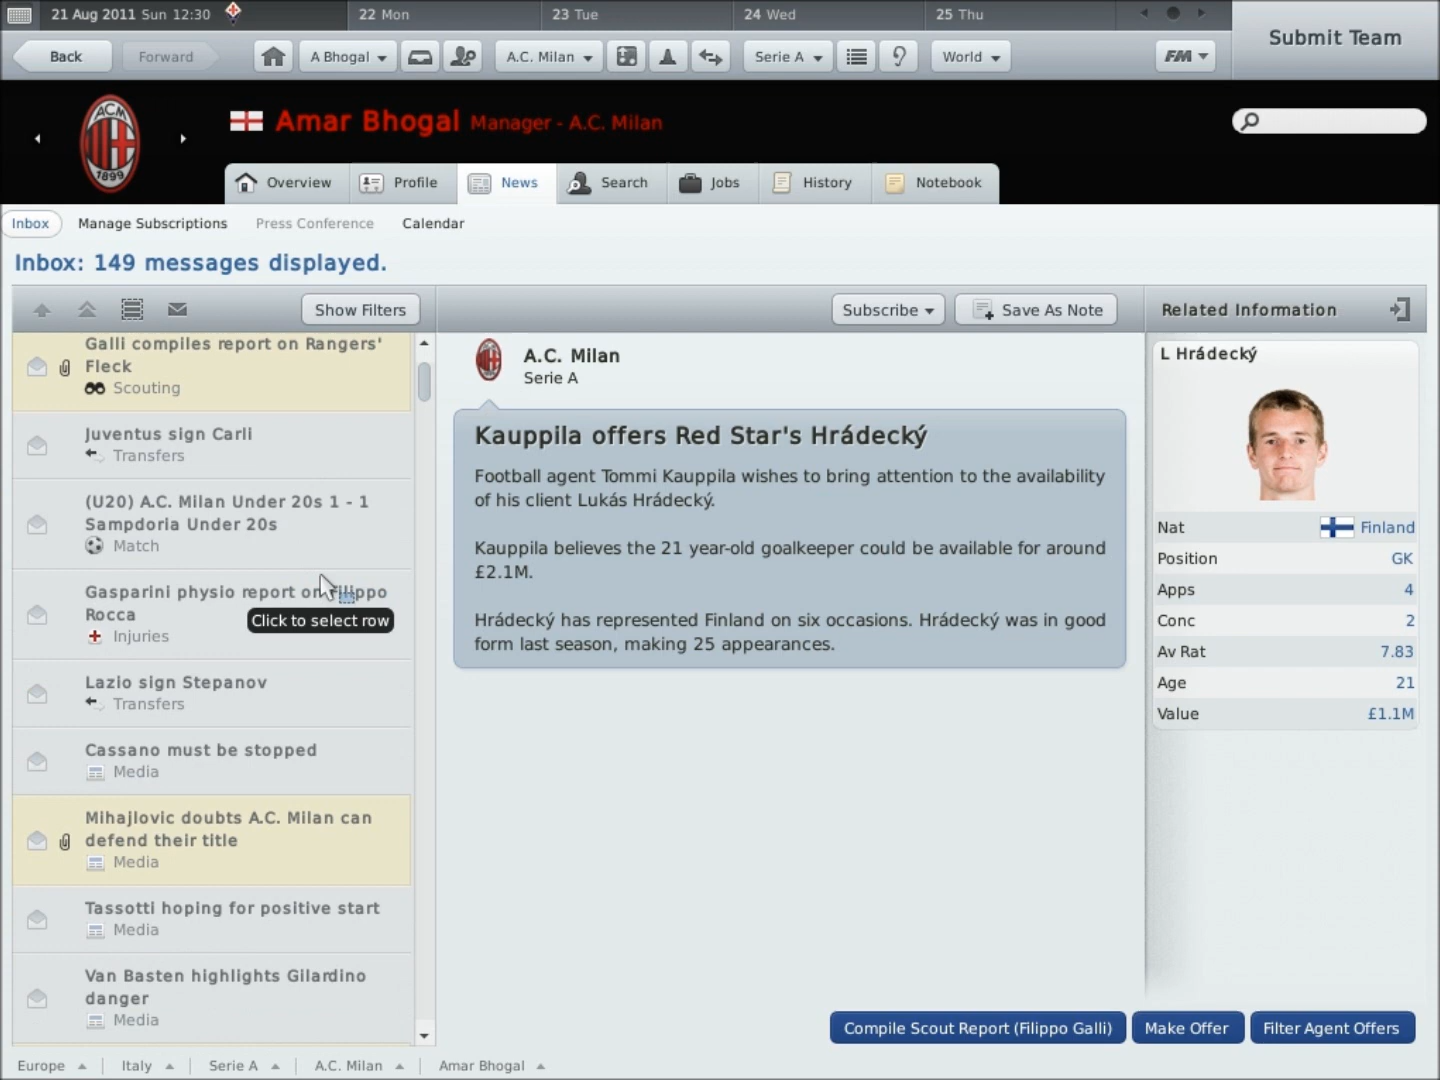 21 Aug 2011 Sun 12:30
22 Mon
23 Tue
24 Wed
25 Thu
Submit Team
Back
Forward
A Bhogal
A.C. Milan
Serie A
World
FM
ACM
1899
Amar Bhogal Manager - A.C. Milan
Overview
Profile
News
Search
Jobs
History
Notebook
Inbox
Manage Subscriptions
Press Conference
Calendar
Inbox: 149 messages displayed.
Show Filters
Subscribe
Save As Note
Related Information
Galli compiles report on Rangers'
Fleck
Scouting
Juventus sign Carli
Transfers
(U20) A.C. Milan Under 20s 1 - 1
Sampdoria Under 20s
Match
Gasparini physio report on Filippo
Rocca
Injuries
Click to select row
Lazio sign Stepanov
Transfers
Cassano must be stopped
Media
Mihajlovic doubts A.C. Milan can
defend their title
Media
Tassotti hoping for positive start
Media
Van Basten highlights Gilardino
danger
Media
A.C. Milan
Serie A
Kauppila offers Red Star's Hrádecký
Football agent Tommi Kauppila wishes to bring attention to the availability
of his client Lukás Hrádecký.
Kauppila believes the 21 year-old goalkeeper could be available for around
£2.1M.
Hrádecký has represented Finland on six occasions. Hrádecký was in good
form last season, making 25 appearances.
L Hrádecký
Nat Finland
Position GK
Apps 4
Conc 2
Av Rat 7.83
Age 21
Value £1.1M
Compile Scout Report (Filippo Galli)
Make Offer
Filter Agent Offers
Europe
Italy
Serie A
A.C. Milan
Amar Bhogal